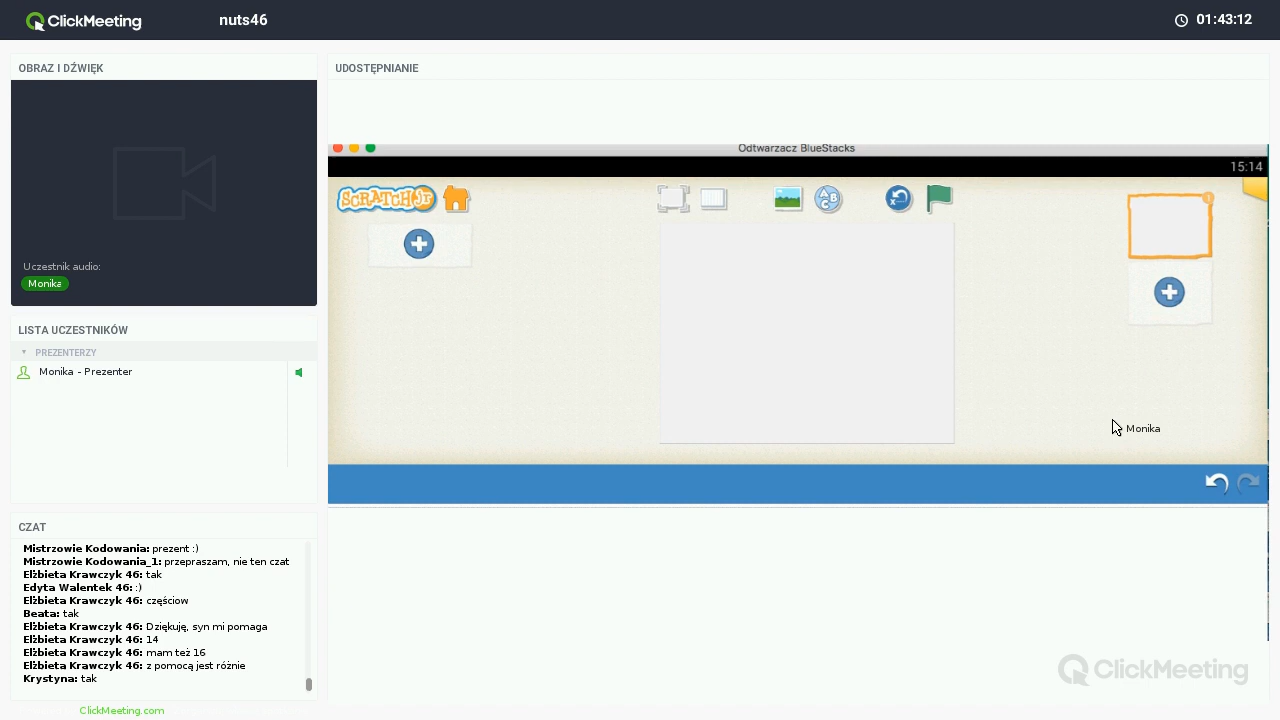 ClickMeeting
nuts46
01:43:12
OBRAZ I DŹWIĘK
Uczestnik audio:
Monika
LISTA UCZESTNIKÓW
PREZENTERZY
Monika - Prezenter
CZAT
Mistrzowie Kodowania: prezent :)
Mistrzowie Kodowania_1: przepraszam, nie ten czat
Elżbieta Krawczyk 46: tak
Edyta Walentek 46: :)
Elżbieta Krawczyk 46: częściow
Beata: tak
Elżbieta Krawczyk 46: Dziękuję, syn mi pomaga
Elżbieta Krawczyk 46: 14
Elżbieta Krawczyk 46: mam też 16
Elżbieta Krawczyk 46: z pomocą jest różnie
Krystyna: tak
ClickMeeting.com
UDOSTĘPNIANIE
Odtwarzacz BlueStacks
15:14
SCRATCHJr
A
B
C
x
1
Monika
ClickMeeting